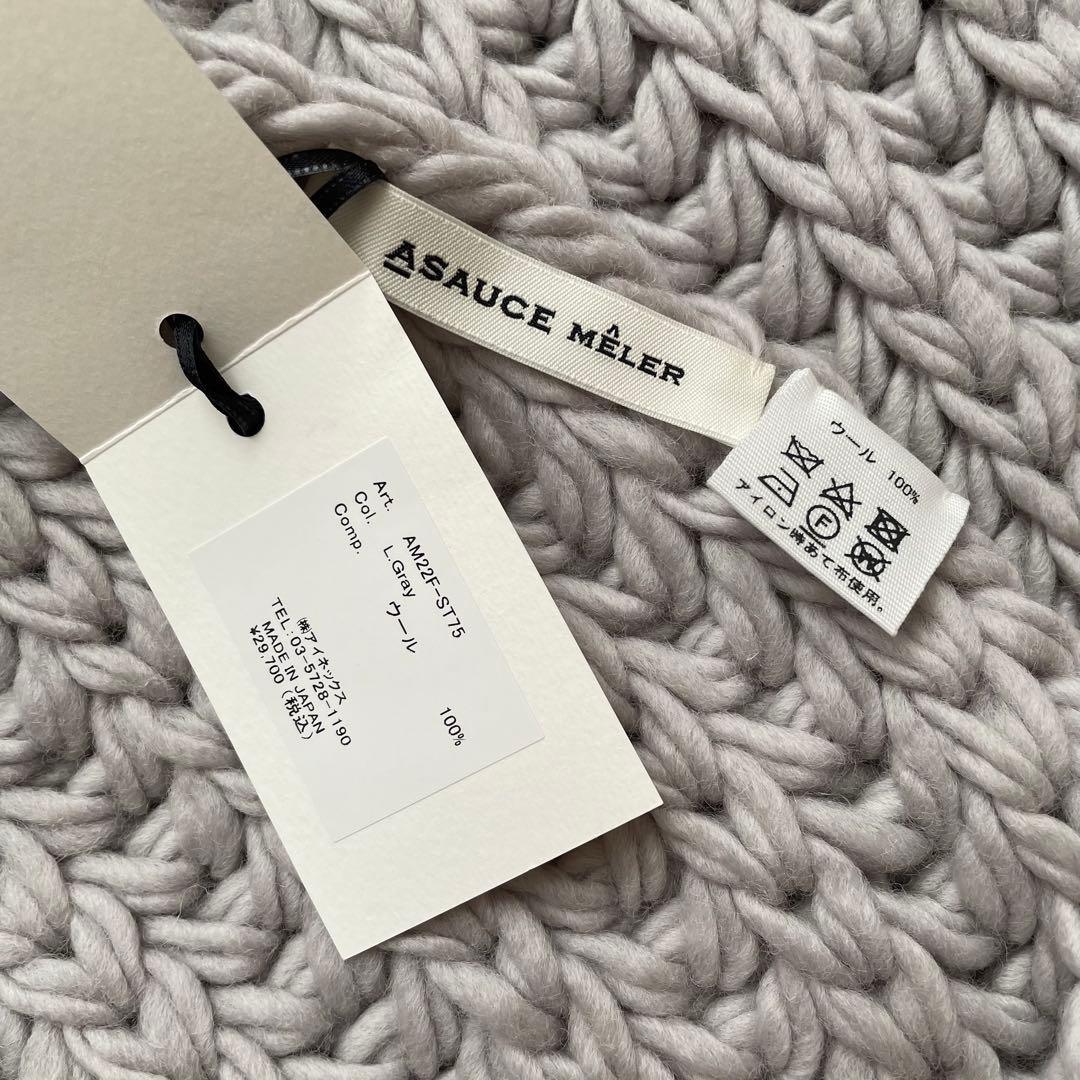 ASAUCE MÊLER
ウール 100%
F
W
アイロン時あて布使用。
Art. AM22F-ST75
Col. L.Gray
Comp. ウール 100%
㈱アイネックス
TEL:03-5728-1190
MADE IN JAPAN
¥29,700 (税込)